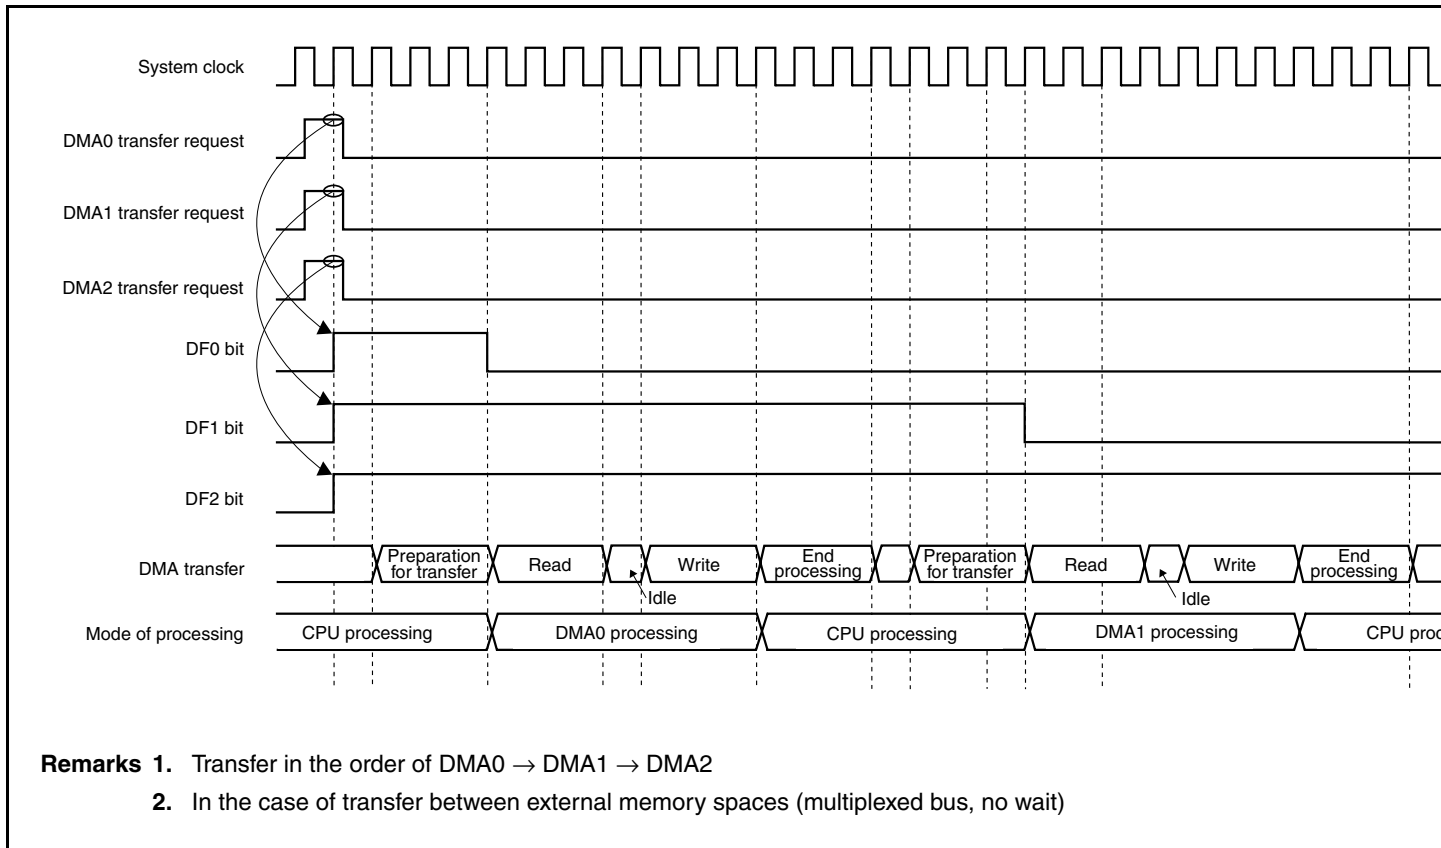 System clock
DMA0 transfer request
DMA1 transfer request
DMA2 transfer request
DF0 bit
DF1 bit
DF2 bit
DMA transfer
Preparation
for transfer
Read
Idle
Write
End
processing
Preparation
for transfer
Read
Idle
Write
End
processing
Mode of processing
CPU processing
DMA0 processing
CPU processing
DMA1 processing
CPU proc
Remarks 1. Transfer in the order of DMA0 → DMA1 → DMA2
2. In the case of transfer between external memory spaces (multiplexed bus, no wait)